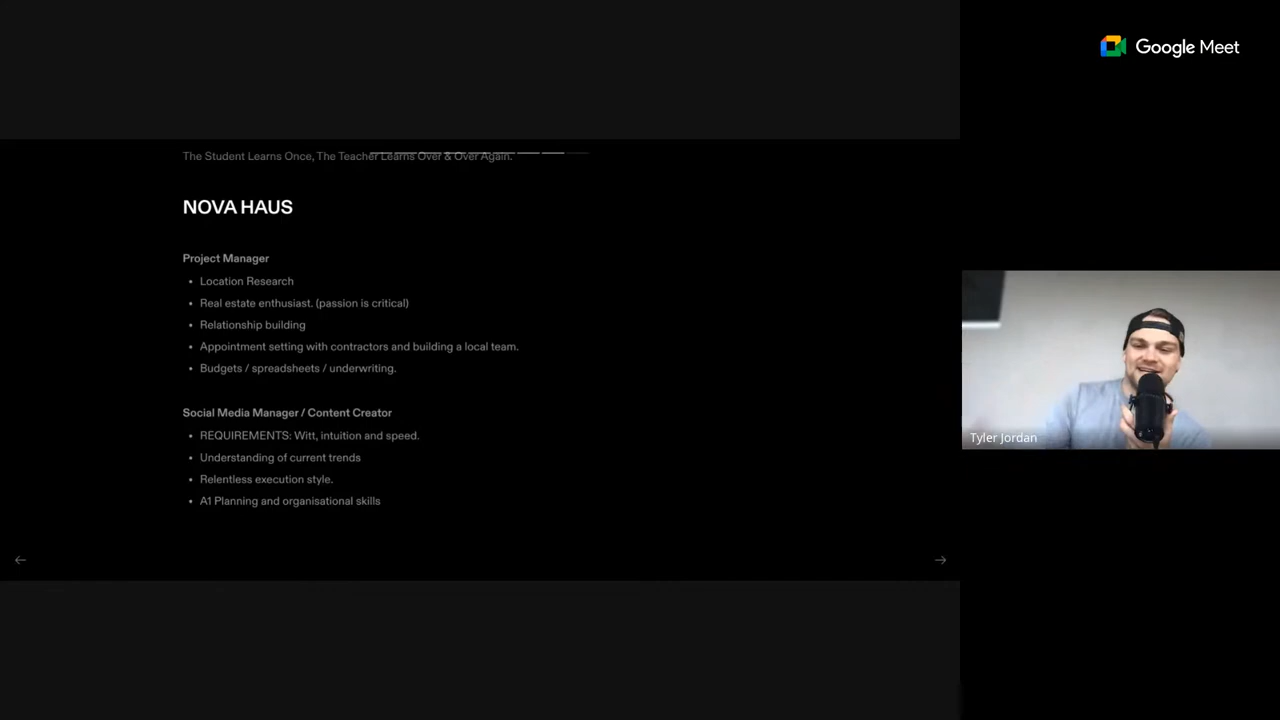 Google Meet
The Student Learns Once, The Teacher Learns Over & Over Again.
NOVA HAUS
Project Manager
• Location Research
• Real estate enthusiast. (passion is critical)
• Relationship building
• Appointment setting with contractors and building a local team.
• Budgets / spreadsheets / underwriting.
Social Media Manager / Content Creator
• REQUIREMENTS: Witt, intuition and speed.
• Understanding of current trends
• Relentless execution style.
• A1 Planning and organisational skills
Tyler Jordan